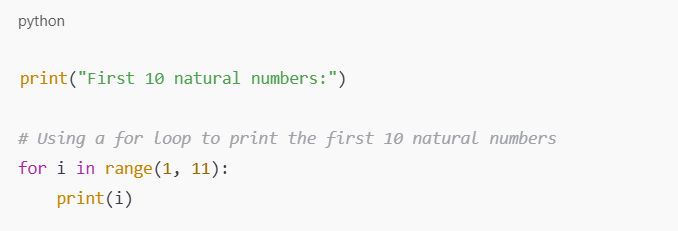 python
print("First 10 natural numbers:")
# Using a for loop to print the first 10 natural numbers
for i in range(1, 11):
    print(i)